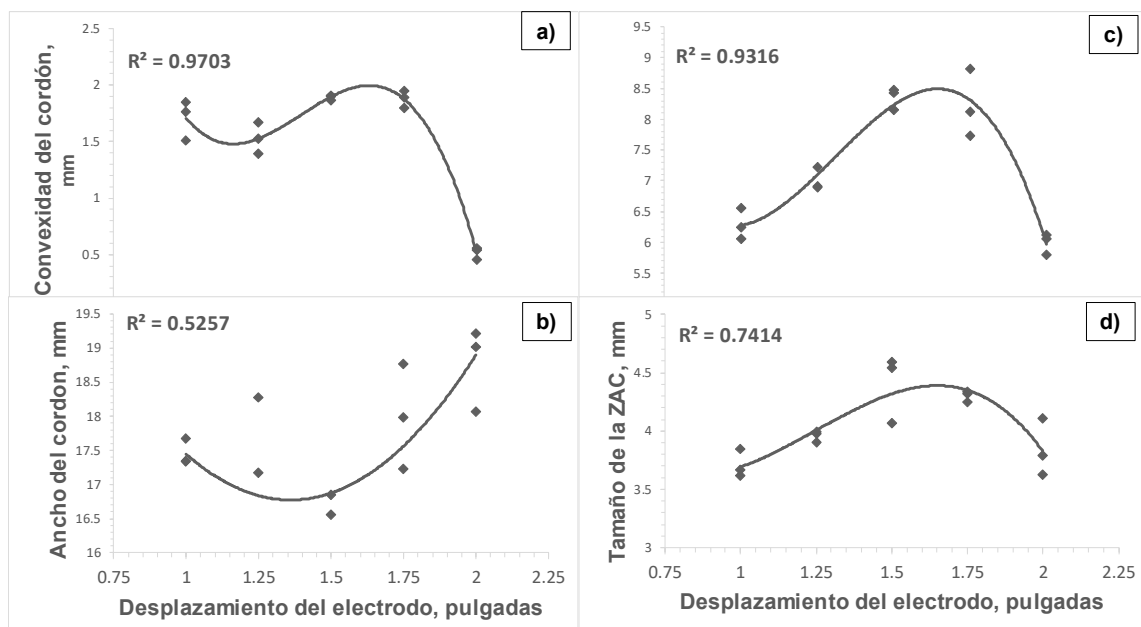 a)
R² = 0.9703
Convexidad del cordón,
mm
2.5
2
1.5
1
0.5
c)
R² = 0.9316
9.5
9
8.5
8
7.5
7
6.5
6
5.5
b)
R² = 0.5257
Ancho del cordon, mm
19.5
19
18.5
18
17.5
17
16.5
16
0.75 1 1.25 1.5 1.75 2 2.25
Desplazamiento del electrodo, pulgadas
d)
R² = 0.7414
Tamaño de la ZAC, mm
5
4.5
4
3.5
3
0.75 1 1.25 1.5 1.75 2 2.25
Desplazamiento del electrodo, pulgadas